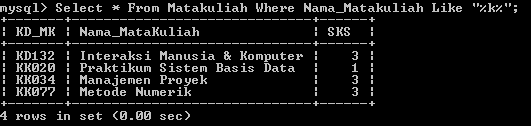 mysql> Select * From Matakuliah Where Nama_Matakuliah Like "%k%";
+-------+------------------------------+------+
| KD_MK | Nama_MataKuliah | SKS |
+-------+------------------------------+------+
| KD132 | Interaksi Manusia & Komputer | 3 |
| KK020 | Praktikum Sistem Basis Data | 1 |
| KK034 | Manajemen Proyek | 3 |
| KK077 | Metode Numerik | 3 |
+-------+------------------------------+------+
4 rows in set (0.00 sec)